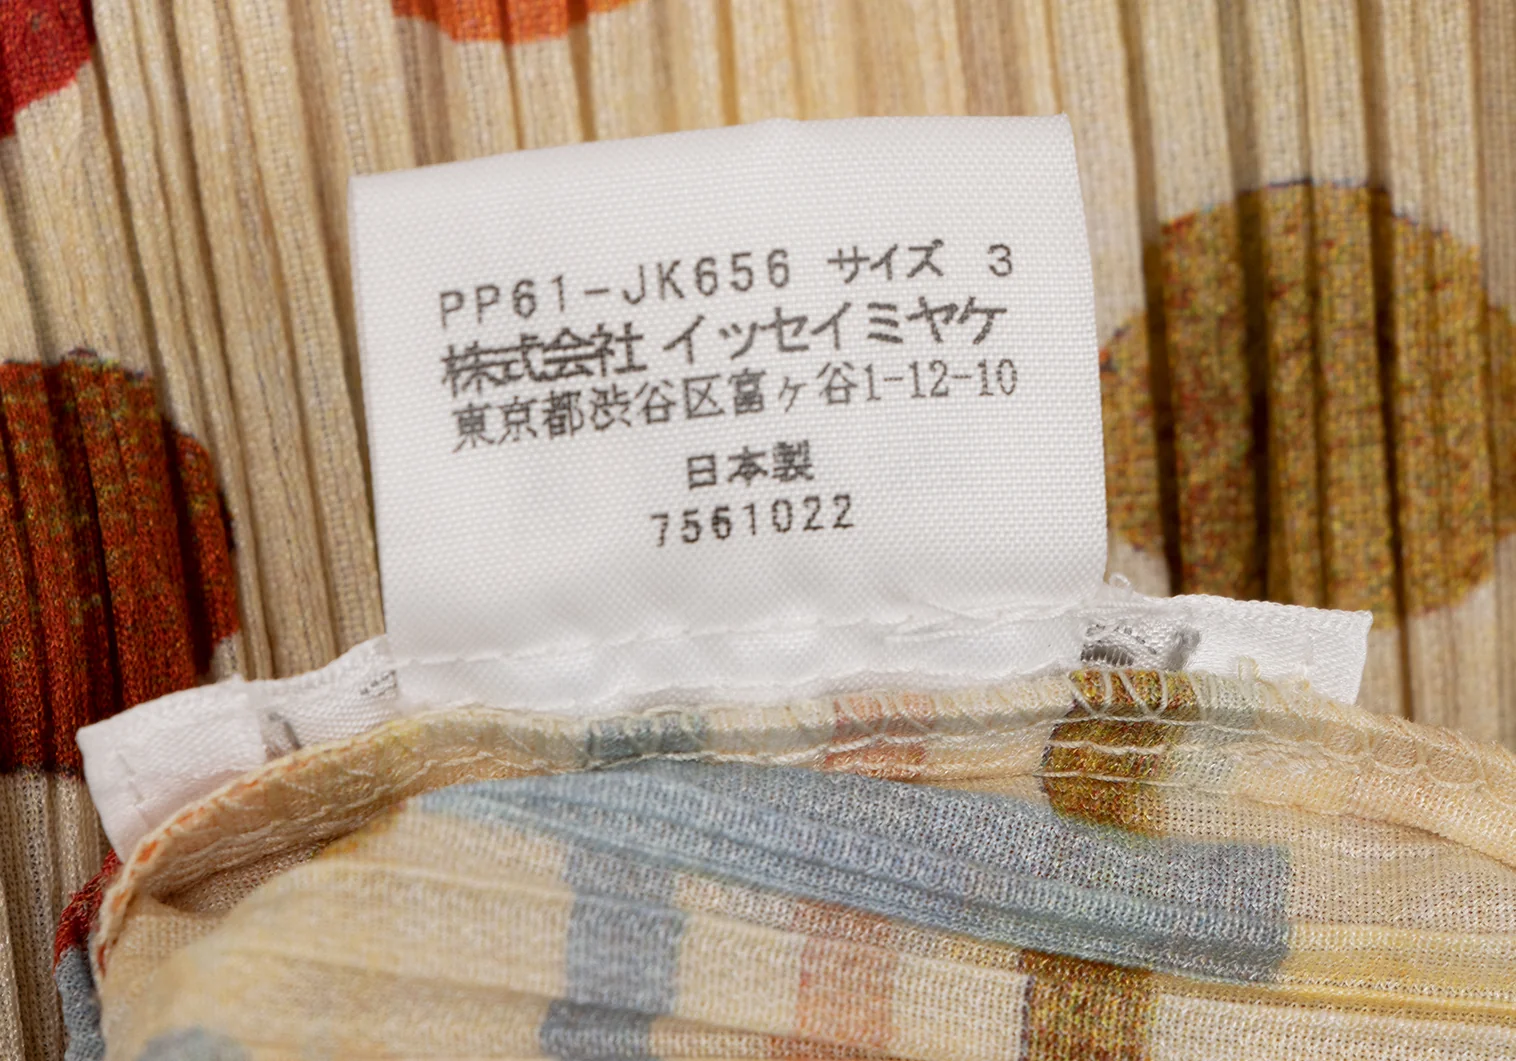 PP61-JK656 サイズ 3
株式会社 イッセイミヤケ
東京都渋谷区富ヶ谷1-12-10
日本製
7561022